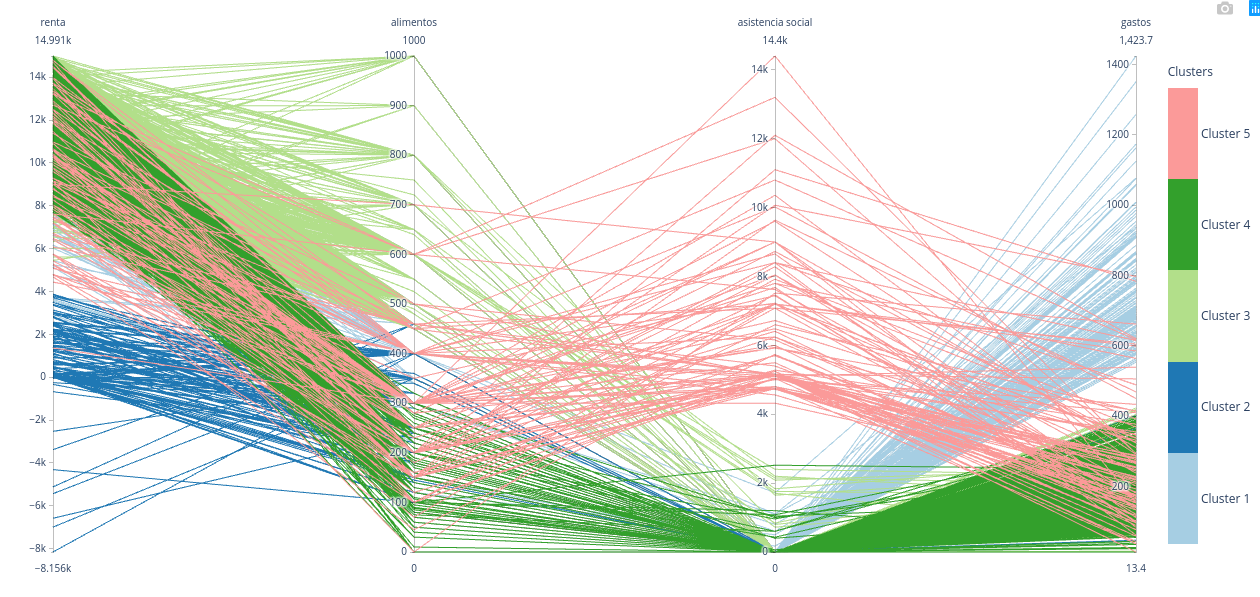 renta
14.991k
14k
12k
10k
8k
6k
4k
2k
0
−2k
−4k
−6k
−8k
−8.156k
alimentos
1000
1000
900
800
700
600
500
400
300
200
100
0
0
asistencia social
14.4k
14k
12k
10k
8k
6k
4k
2k
0
0
gastos
1,423.7
1400
1200
1000
800
600
400
200
13.4
Clusters
Cluster 5
Cluster 4
Cluster 3
Cluster 2
Cluster 1